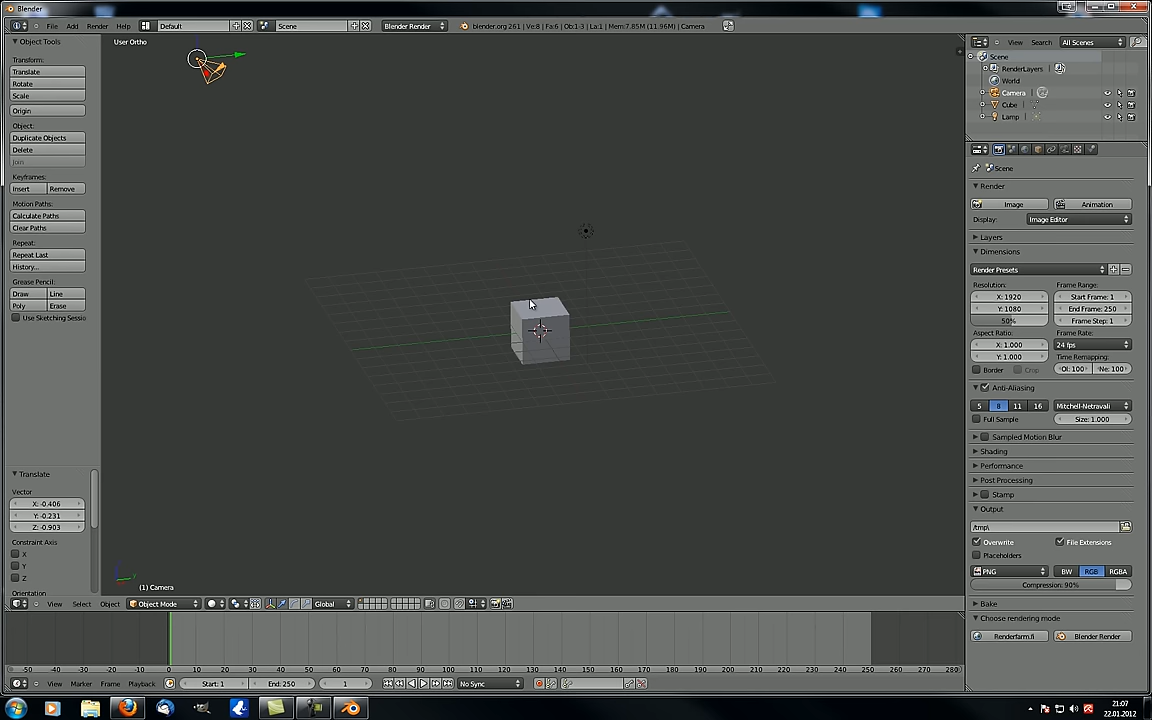 Blender
File Add Render Help Default Scene Blender Render blender.org 261 | Ve:8 | Fa:6 | Ob:1-3 | La:1 | Mem:7.85M (11.96M) | Camera
Object Tools
Transform:
Translate
Rotate
Scale
Origin
Object:
Duplicate Objects
Delete
Join
Keyframes:
Insert Remove
Motion Paths:
Calculate Paths
Clear Paths
Repeat:
Repeat Last
History...
Grease Pencil:
Draw Line
Poly Erase
Use Sketching Sessio
Translate
Vector
X: -0.406
Y: -0.231
Z: -0.903
Constraint Axis
X
Y
Z
Orientation
User Ortho
(1) Camera
View Select Object Object Mode Global
View Search All Scenes
Scene
RenderLayers
World
Camera
Cube
Lamp
Scene
Render
Image Animation
Display: Image Editor
Layers
Dimensions
Render Presets
Resolution: Frame Range:
X: 1920 Start Frame: 1
Y: 1080 End Frame: 250
50% Frame Step: 1
Aspect Ratio: Frame Rate:
X: 1.000 24 fps
Y: 1.000 Time Remapping:
Border Crop Ol: 100 Ne: 100
Anti-Aliasing
5 8 11 16 Mitchell-Netravali
Full Sample Size: 1.000
Sampled Motion Blur
Shading
Performance
Post Processing
Stamp
Output
/tmp\
Overwrite File Extensions
Placeholders
PNG BW RGB RGBA
Compression: 90%
Bake
Choose rendering mode
Renderfarm.fi Blender Render
-50 -40 -30 -20 -10 0 10 20 30 40 50 60 70 80 90 100 110 120 130 140 150 160 170 180 190 200 210 220 230 240 250 260 270 280
View Marker Frame Playback Start: 1 End: 250 1 No Sync
21:07
22.01.2012